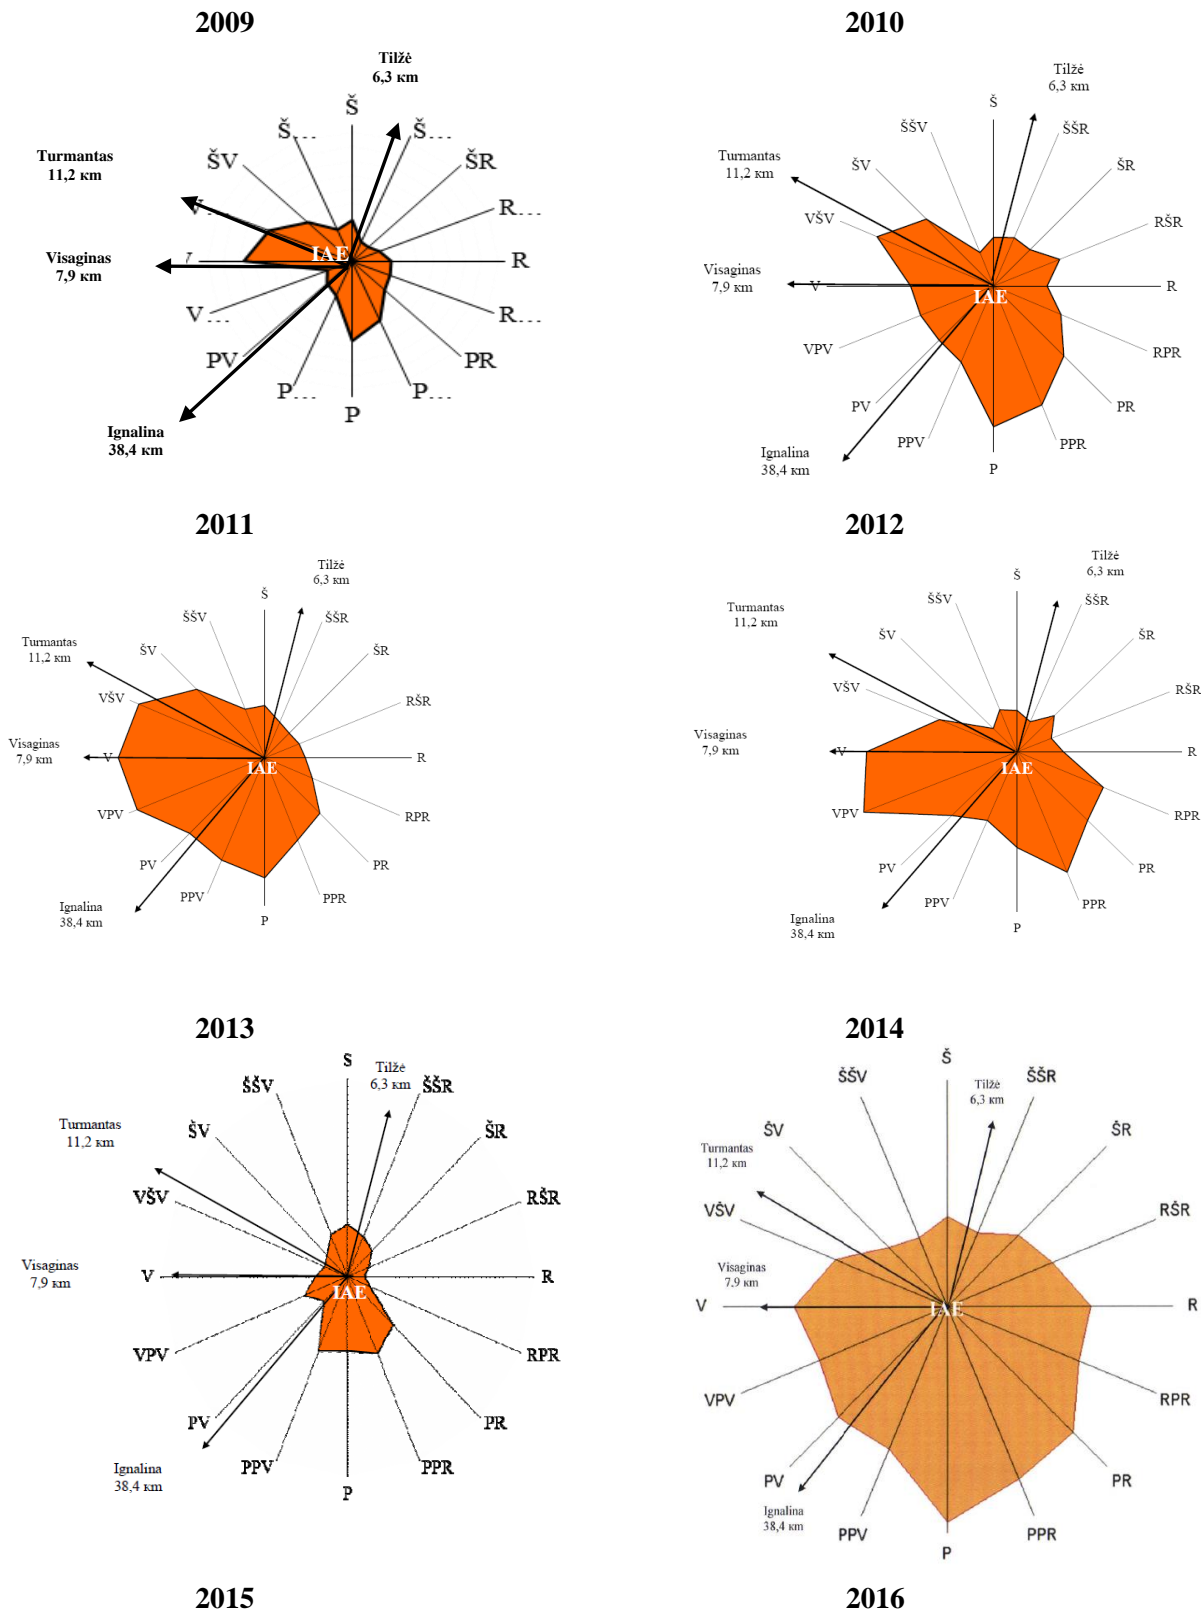 2009
2010
Tilžė
6,3 км
Š
Š...
Š...
ŠV
ŠR
Turmantas
11,2 км
V...
R...
IAE
Visaginas
7,9 км
R
V...
R...
PV
PR
P...
P...
P
Ignalina
38,4 км
Tilžė
6,3 км
Š
ŠŠV
ŠŠR
Turmantas
11,2 км
ŠV
ŠR
VŠV
RŠR
Visaginas
7,9 км
V
R
IAE
VPV
RPR
PV
PR
Ignalina
38,4 км
PPV
PPR
P
2011
2012
Tilžė
6,3 км
Š
ŠŠV
ŠŠR
Turmantas
11,2 км
ŠV
ŠR
VŠV
RŠR
Visaginas
7,9 км
V
R
IAE
VPV
RPR
PV
PR
Ignalina
38,4 км
PPV
PPR
P
Tilžė
6,3 км
Š
ŠŠV
ŠŠR
Turmantas
11,2 км
ŠV
ŠR
VŠV
RŠR
Visaginas
7,9 км
V
R
IAE
VPV
RPR
PV
PR
Ignalina
38,4 км
PPV
PPR
P
2013
2014
S
Tilžė
6,3 км
ŠŠV
ŠŠR
Turmantas
11,2 км
ŠV
ŠR
VŠV
RŠR
Visaginas
7,9 км
V
R
IAE
VPV
RPR
PV
PR
Ignalina
38,4 км
PPV
PPR
P
Š
ŠŠV
Tilžė
6,3 км
ŠŠR
ŠV
ŠR
Turmantas
11,2 км
VŠV
RŠR
Visaginas
7,9 км
V
R
IAE
VPV
RPR
PV
PR
Ignalina
38,4 км
PPV
PPR
P
2015
2016